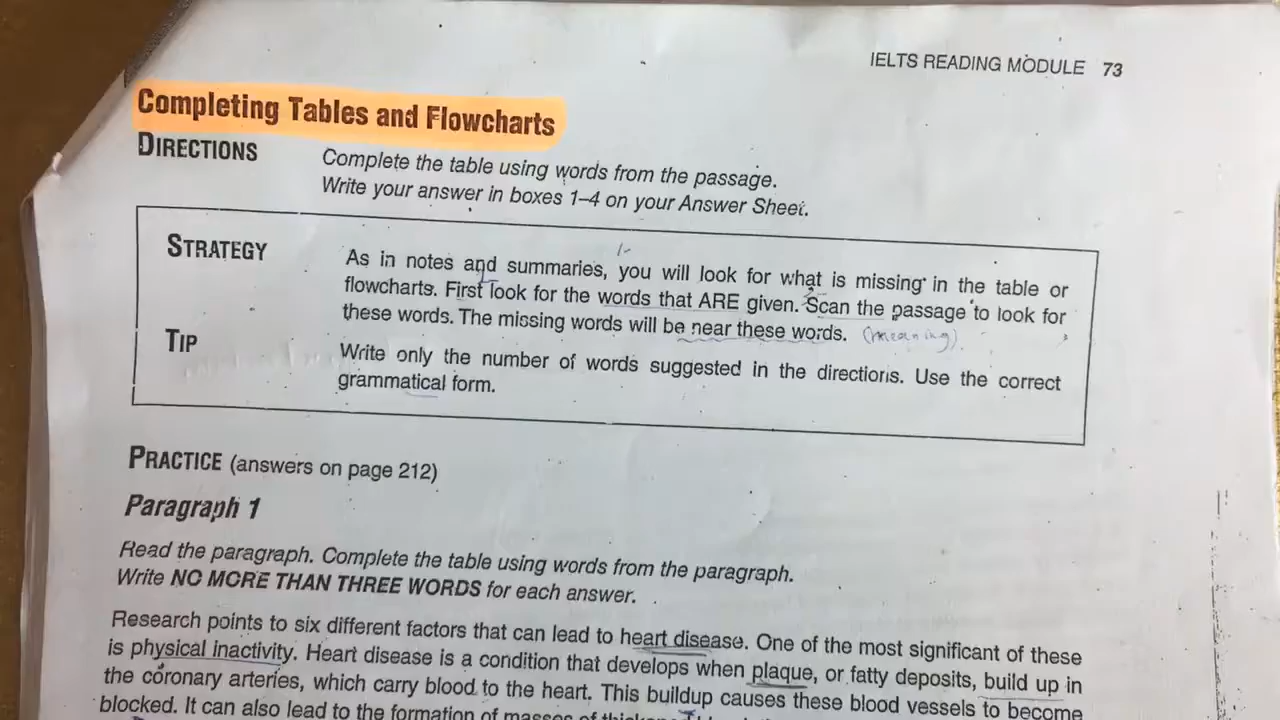 IELTS READING MODULE 73
Completing Tables and Flowcharts
DIRECTIONS
Complete the table using words from the passage.
Write your answer in boxes 1–4 on your Answer Sheet.
STRATEGY
As in notes and summaries, you will look for what is missing in the table or
flowcharts. First look for the words that ARE given. Scan the passage to look for
these words. The missing words will be near these words. (meaning)
TIP
Write only the number of words suggested in the directions. Use the correct
grammatical form.
PRACTICE (answers on page 212)
Paragraph 1
Read the paragraph. Complete the table using words from the paragraph.
Write NO MORE THAN THREE WORDS for each answer.
Research points to six different factors that can lead to heart disease. One of the most significant of these
is physical inactivity. Heart disease is a condition that develops when plaque, or fatty deposits, build up in
the coronary arteries, which carry blood to the heart. This buildup causes these blood vessels to become
blocked. It can also lead to the formation of masses of